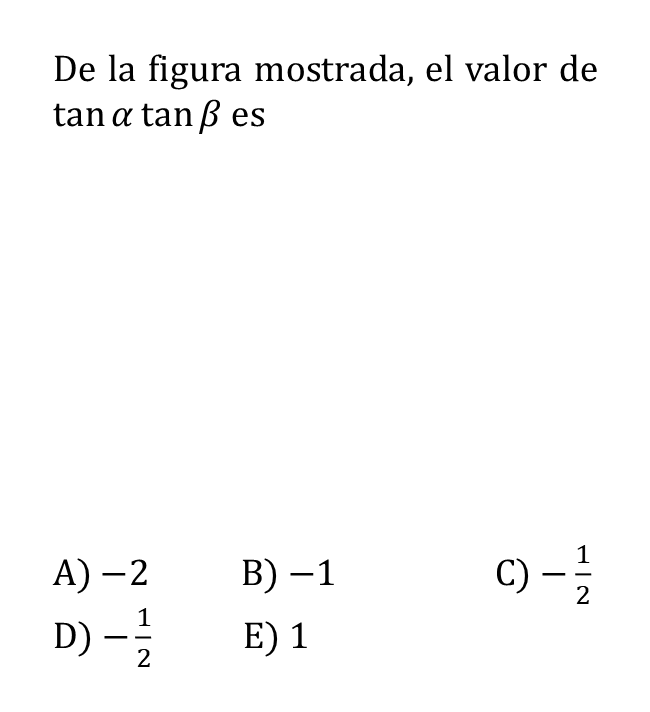 De la figura mostrada, el valor de
tan α tan β es
A) −2 B) −1 C) −1/2
D) −1/2 E) 1